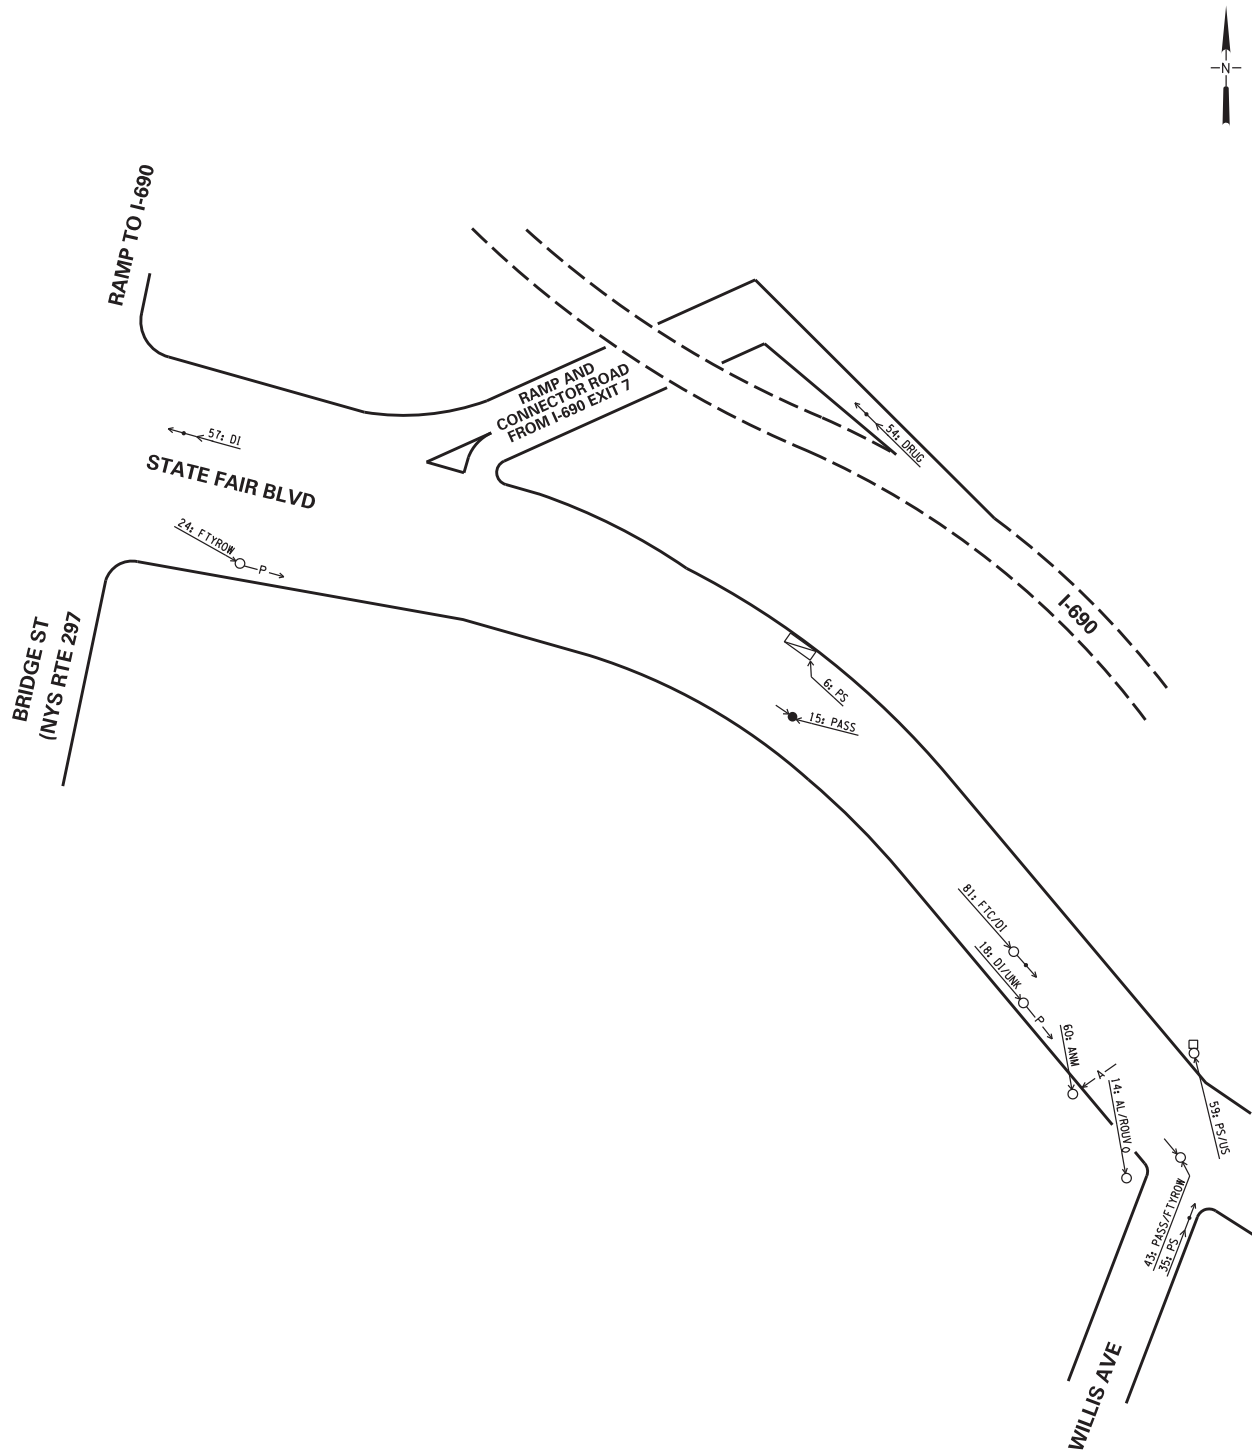 N
RAMP TO I-690
RAMP AND
CONNECTOR ROAD
FROM I-690 EXIT 7
57: DI
54: DRUG
STATE FAIR BLVD
24: FTYROW
P
I-690
BRIDGE ST
(NYS RTE 297
6: PS
15: PASS
81: FTC/DI
18: DI/UNK
P
60: ANM
A
14: AL/ROUVO
59: PS/US
43: PASS/FTYROW
35: PS
WILLIS AVE